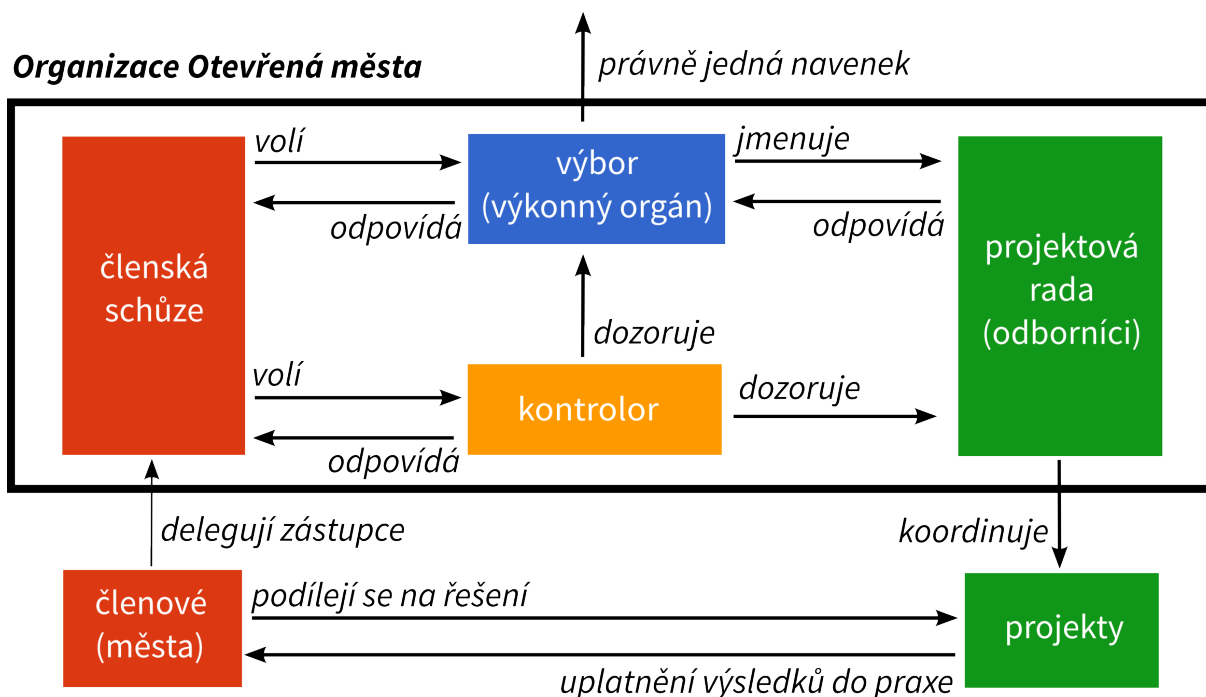 Organizace Otevřená města
právně jedná navenek
volí
odpovídá
výbor
(výkonný orgán)
jmenuje
odpovídá
členská
schůze
projektová
rada
(odborníci)
dozoruje
volí
odpovídá
kontrolor
dozoruje
delegují zástupce
koordinuje
členové
(města)
podílejí se na řešení
uplatnění výsledků do praxe
projekty